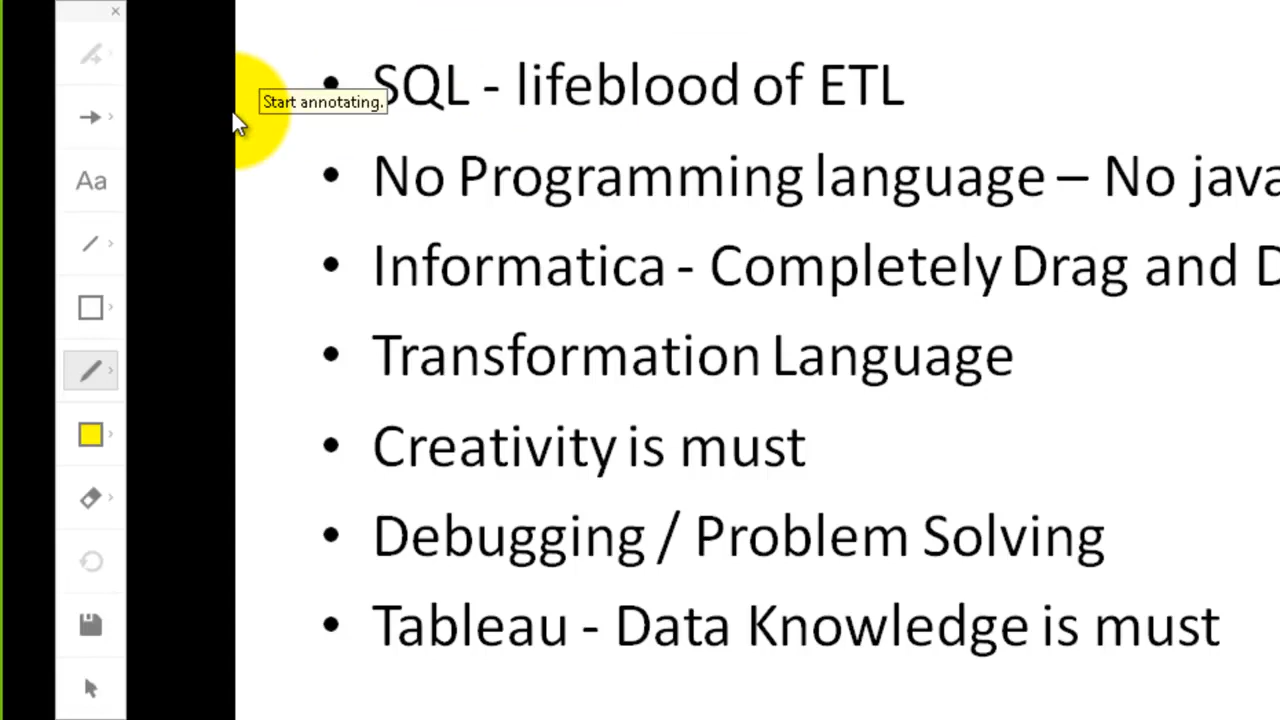 SQL - lifeblood of ETL
Start annotating.
No Programming language – No java
Aa
Informatica - Completely Drag and D
Transformation Language
Creativity is must
Debugging / Problem Solving
Tableau - Data Knowledge is must